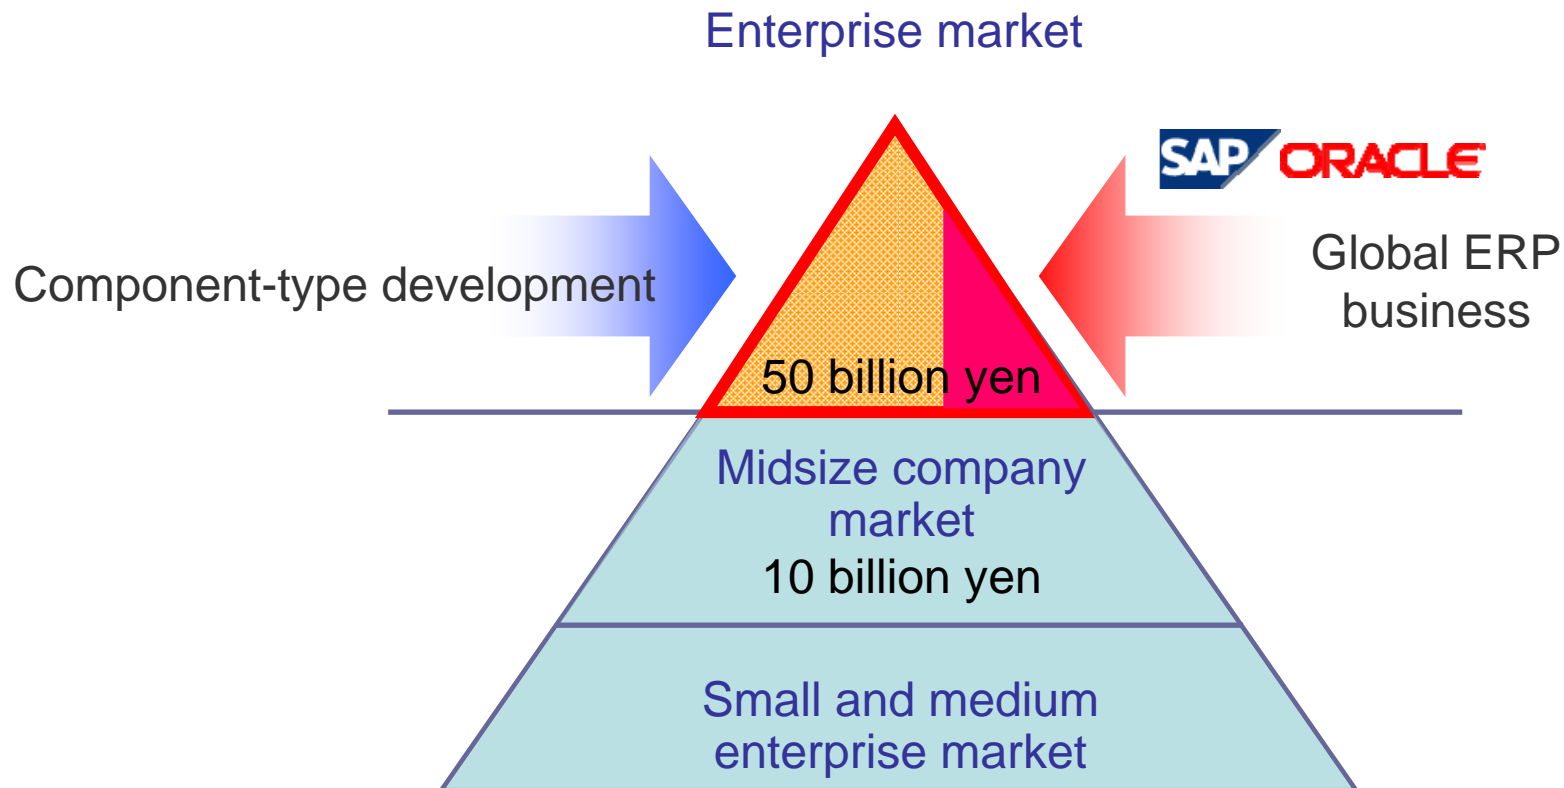 Enterprise market
SAP ORACLE
Component-type development
Global ERP
business
50 billion yen
Midsize company
market
10 billion yen
Small and medium
enterprise market